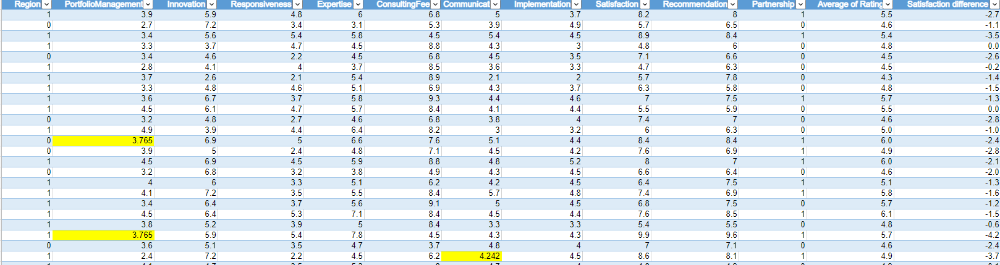 Region PortfolioManagement Innovation Responsiveness Expertise ConsultingFee Communicat Implementation Satisfaction Recommendation Partnership Average of Rating Satisfaction difference
1 3.9 5.9 4.8 6 6.8 5 3.7 8.2 8 1 5.5 -2.7
0 2.7 7.2 3.4 3.1 5.3 3.9 4.9 5.7 6.5 0 4.6 -1.1
1 3.4 5.6 5.4 5.8 4.5 5.4 4.5 8.9 8.4 1 5.4 -3.5
1 3.3 3.7 4.7 4.5 8.8 4.3 3 4.8 6 0 4.8 0.0
0 3.4 4.6 2.2 4.5 6.8 4.5 3.5 7.1 6.6 0 4.5 -2.6
1 2.8 4.1 4 3.7 8.5 3.6 3.3 4.7 6.3 0 4.5 -0.2
1 3.7 2.6 2.1 5.4 8.9 2.1 2 5.7 7.8 0 4.3 -1.4
1 3.3 4.8 4.6 5.1 6.9 4.3 3.7 6.3 5.8 0 4.8 -1.5
1 3.6 6.7 3.7 5.8 9.3 4.4 4.6 7 7.5 1 5.7 -1.3
1 4.5 6.1 4.7 5.7 8.4 4.1 4.4 5.5 5.9 0 5.5 0.0
0 3.2 4.8 2.7 4.6 6.8 3.8 4 7.4 7 0 4.6 -2.8
1 4.9 3.9 4.4 6.4 8.2 3 3.2 6 6.3 0 5.0 -1.0
0 3.765 6.9 5 6.6 7.6 5.1 4.4 8.4 8.4 1 6.0 -2.4
0 3.9 5 2.4 4.8 7.1 4.5 4.2 7.6 6.9 1 4.9 -2.8
1 4.5 6.9 4.5 5.9 8.8 4.8 5.2 8 7 1 6.0 -2.1
0 3.2 6.8 3.2 3.8 4.9 4.3 4.5 6.6 6.4 0 4.6 -2.0
1 4 6 3.3 5.1 6.2 4.2 4.5 6.4 7.5 1 5.1 -1.3
1 4.1 7.2 3.5 5.5 8.4 5.7 4.8 7.4 6.9 1 5.8 -1.6
1 3.4 6.4 3.7 5.6 9.1 5 4.5 6.8 7.5 0 5.7 -1.2
1 4.5 6.4 5.3 7.1 8.4 4.5 4.4 7.6 8.5 1 6.1 -1.5
1 3.8 5.2 3.9 5 8.4 3.3 3.3 5.4 5.5 0 4.8 -0.6
1 3.765 5.9 5.4 7.8 4.5 4.3 4.3 9.9 9.6 1 5.7 -4.2
0 3.6 5.1 3.5 4.7 3.7 4.8 4 7 7.1 0 4.6 -2.4
1 2.4 7.2 2.2 4.5 6.2 4.242 4.5 8.6 8.1 1 4.9 -3.7